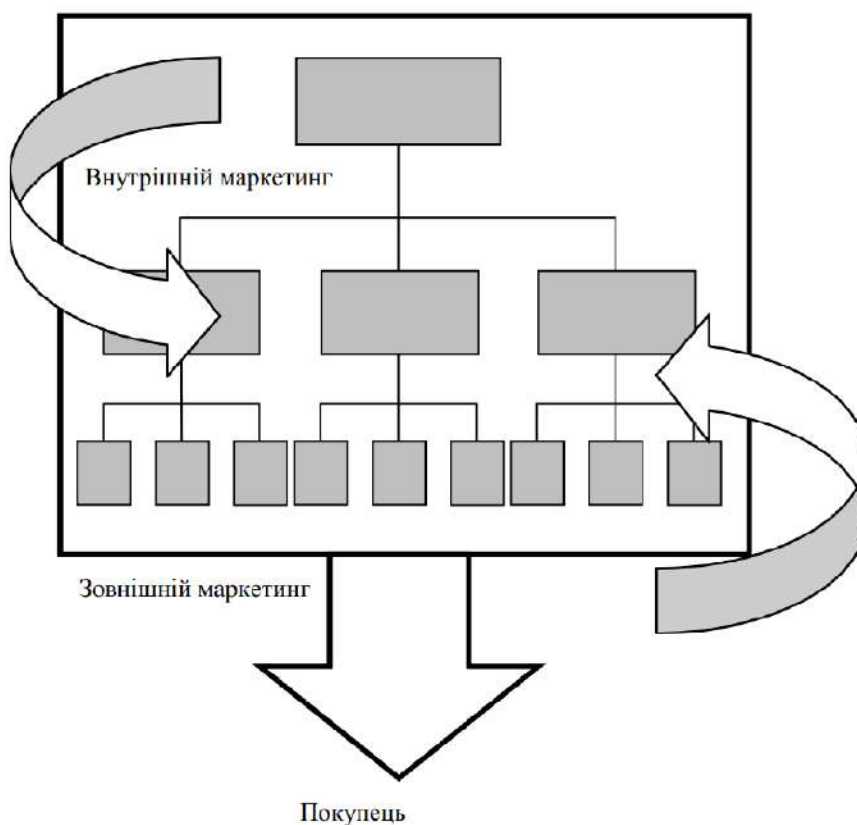 Внутрішній маркетинг
Зовнішній маркетинг
Покупець